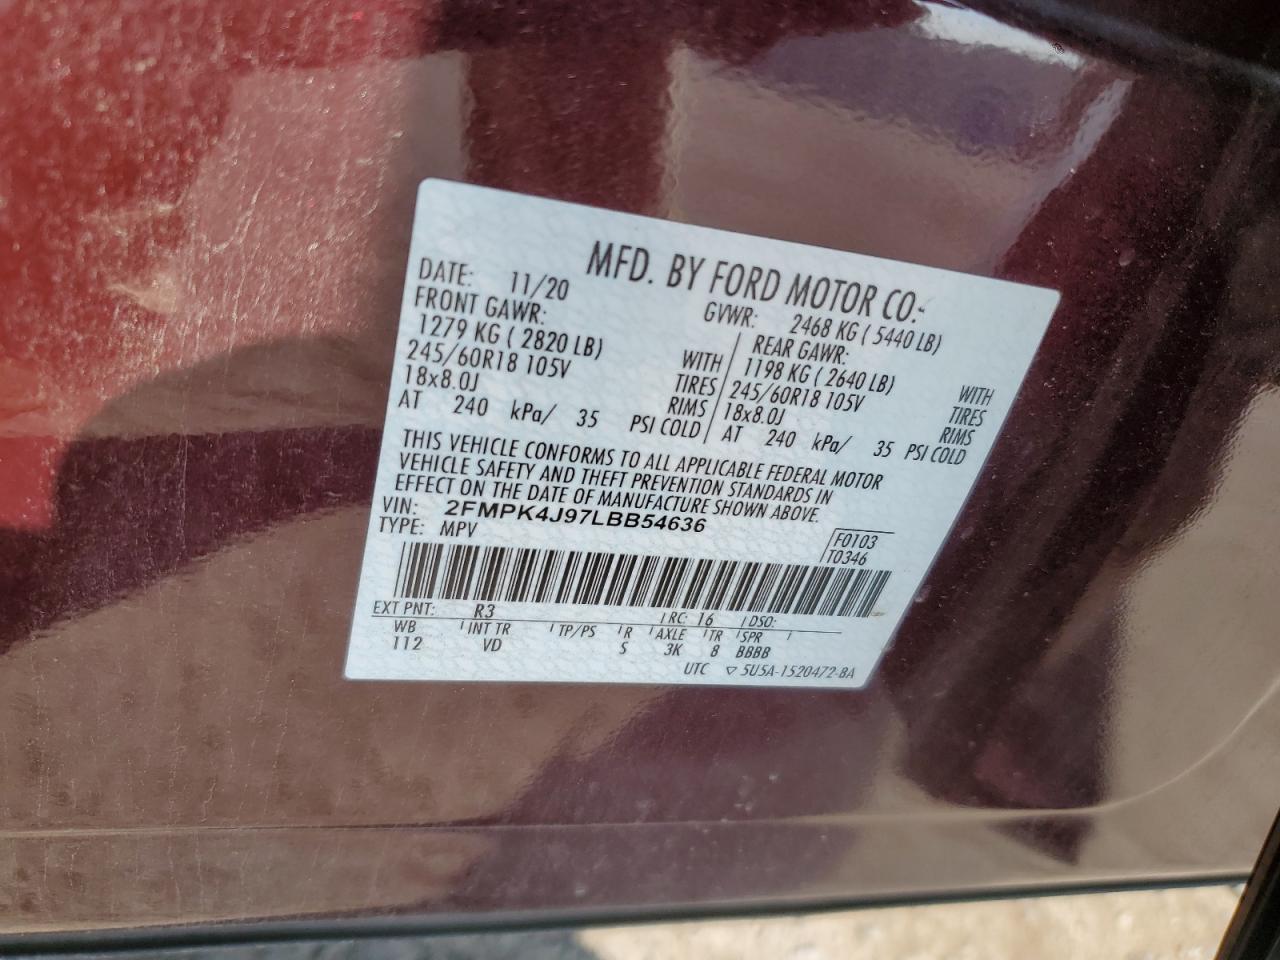 MFD. BY FORD MOTOR CO.
DATE: 11/20 GVWR: 2468 KG ( 5440 LB)
FRONT GAWR: REAR GAWR:
1279 KG ( 2820 LB) WITH 1198 KG ( 2640 LB) WITH
245/60R18 105V TIRES 245/60R18 105V TIRES
18x8.0J RIMS 18x8.0J RIMS
AT 240 kPa/ 35 PSI COLD AT 240 kPa/ 35 PSI COLD
THIS VEHICLE CONFORMS TO ALL APPLICABLE FEDERAL MOTOR
VEHICLE SAFETY AND THEFT PREVENTION STANDARDS IN
EFFECT ON THE DATE OF MANUFACTURE SHOWN ABOVE.
VIN: 2FMPK4J97LBB54636
TYPE: MPV
F0103
T0346
EXT PNT: R3 RC: 16 DSO:
WB INT TR TP/PS R AXLE TR SPR
112 VD S 3K 8 BBBB
UTC ▽ 5U5A-1520472-BA